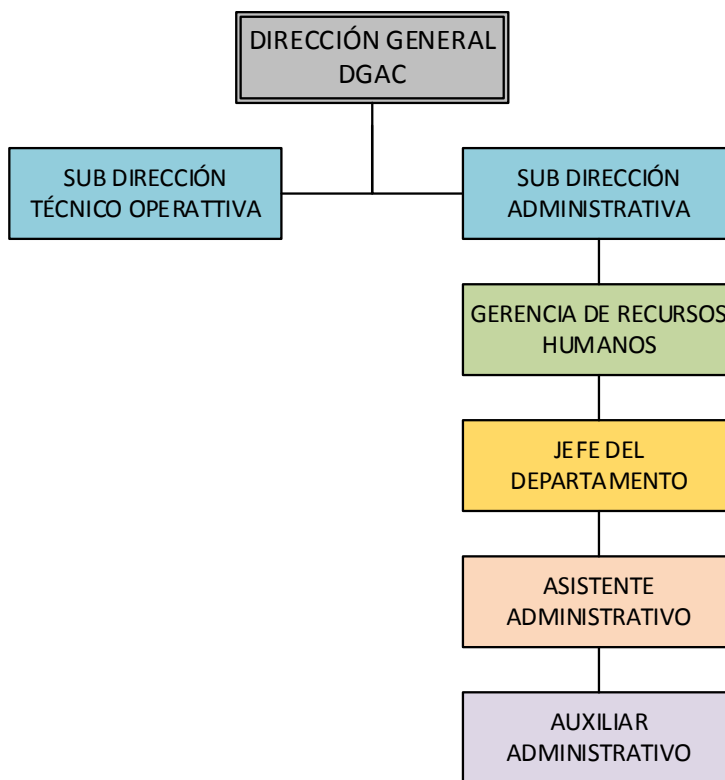 DIRECCIÓN GENERAL
DGAC
SUB DIRECCIÓN
TÉCNICO OPERATTIVA
SUB DIRECCIÓN
ADMINISTRATIVA
GERENCIA DE RECURSOS
HUMANOS
JEFE DEL
DEPARTAMENTO
ASISTENTE
ADMINISTRATIVO
AUXILIAR
ADMINISTRATIVO